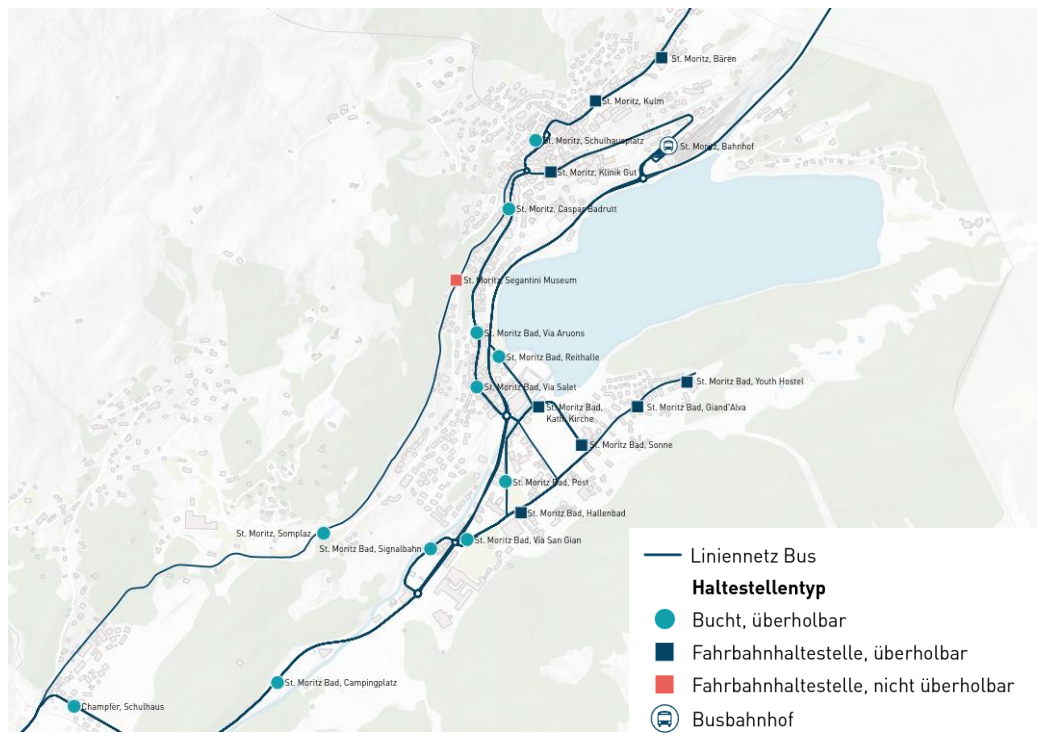 St. Moritz, Bären
St. Moritz, Kulm
St. Moritz, Schulhausplatz
St. Moritz, Bahnhof
St. Moritz, Klinik Gut
St. Moritz, Caspar Badrutt
St. Moritz, Segantini Museum
St. Moritz Bad, Via Aruons
St. Moritz Bad, Reithalle
St. Moritz Bad, Youth Hostel
St. Moritz Bad, Via Salet
St. Moritz Bad,
Kath. Kirche
St. Moritz Bad, Giand'Alva
St. Moritz Bad, Sonne
St. Moritz Bad, Post
St. Moritz Bad, Hallenbad
St. Moritz, Somplaz
St. Moritz Bad, Signalbahn
St. Moritz Bad, Via San Gian
St. Moritz Bad, Campingplatz
Champfèr, Schulhaus
Liniennetz Bus
Haltestellentyp
Bucht, überholbar
Fahrbahnhaltestelle, überholbar
Fahrbahnhaltestelle, nicht überholbar
Busbahnhof